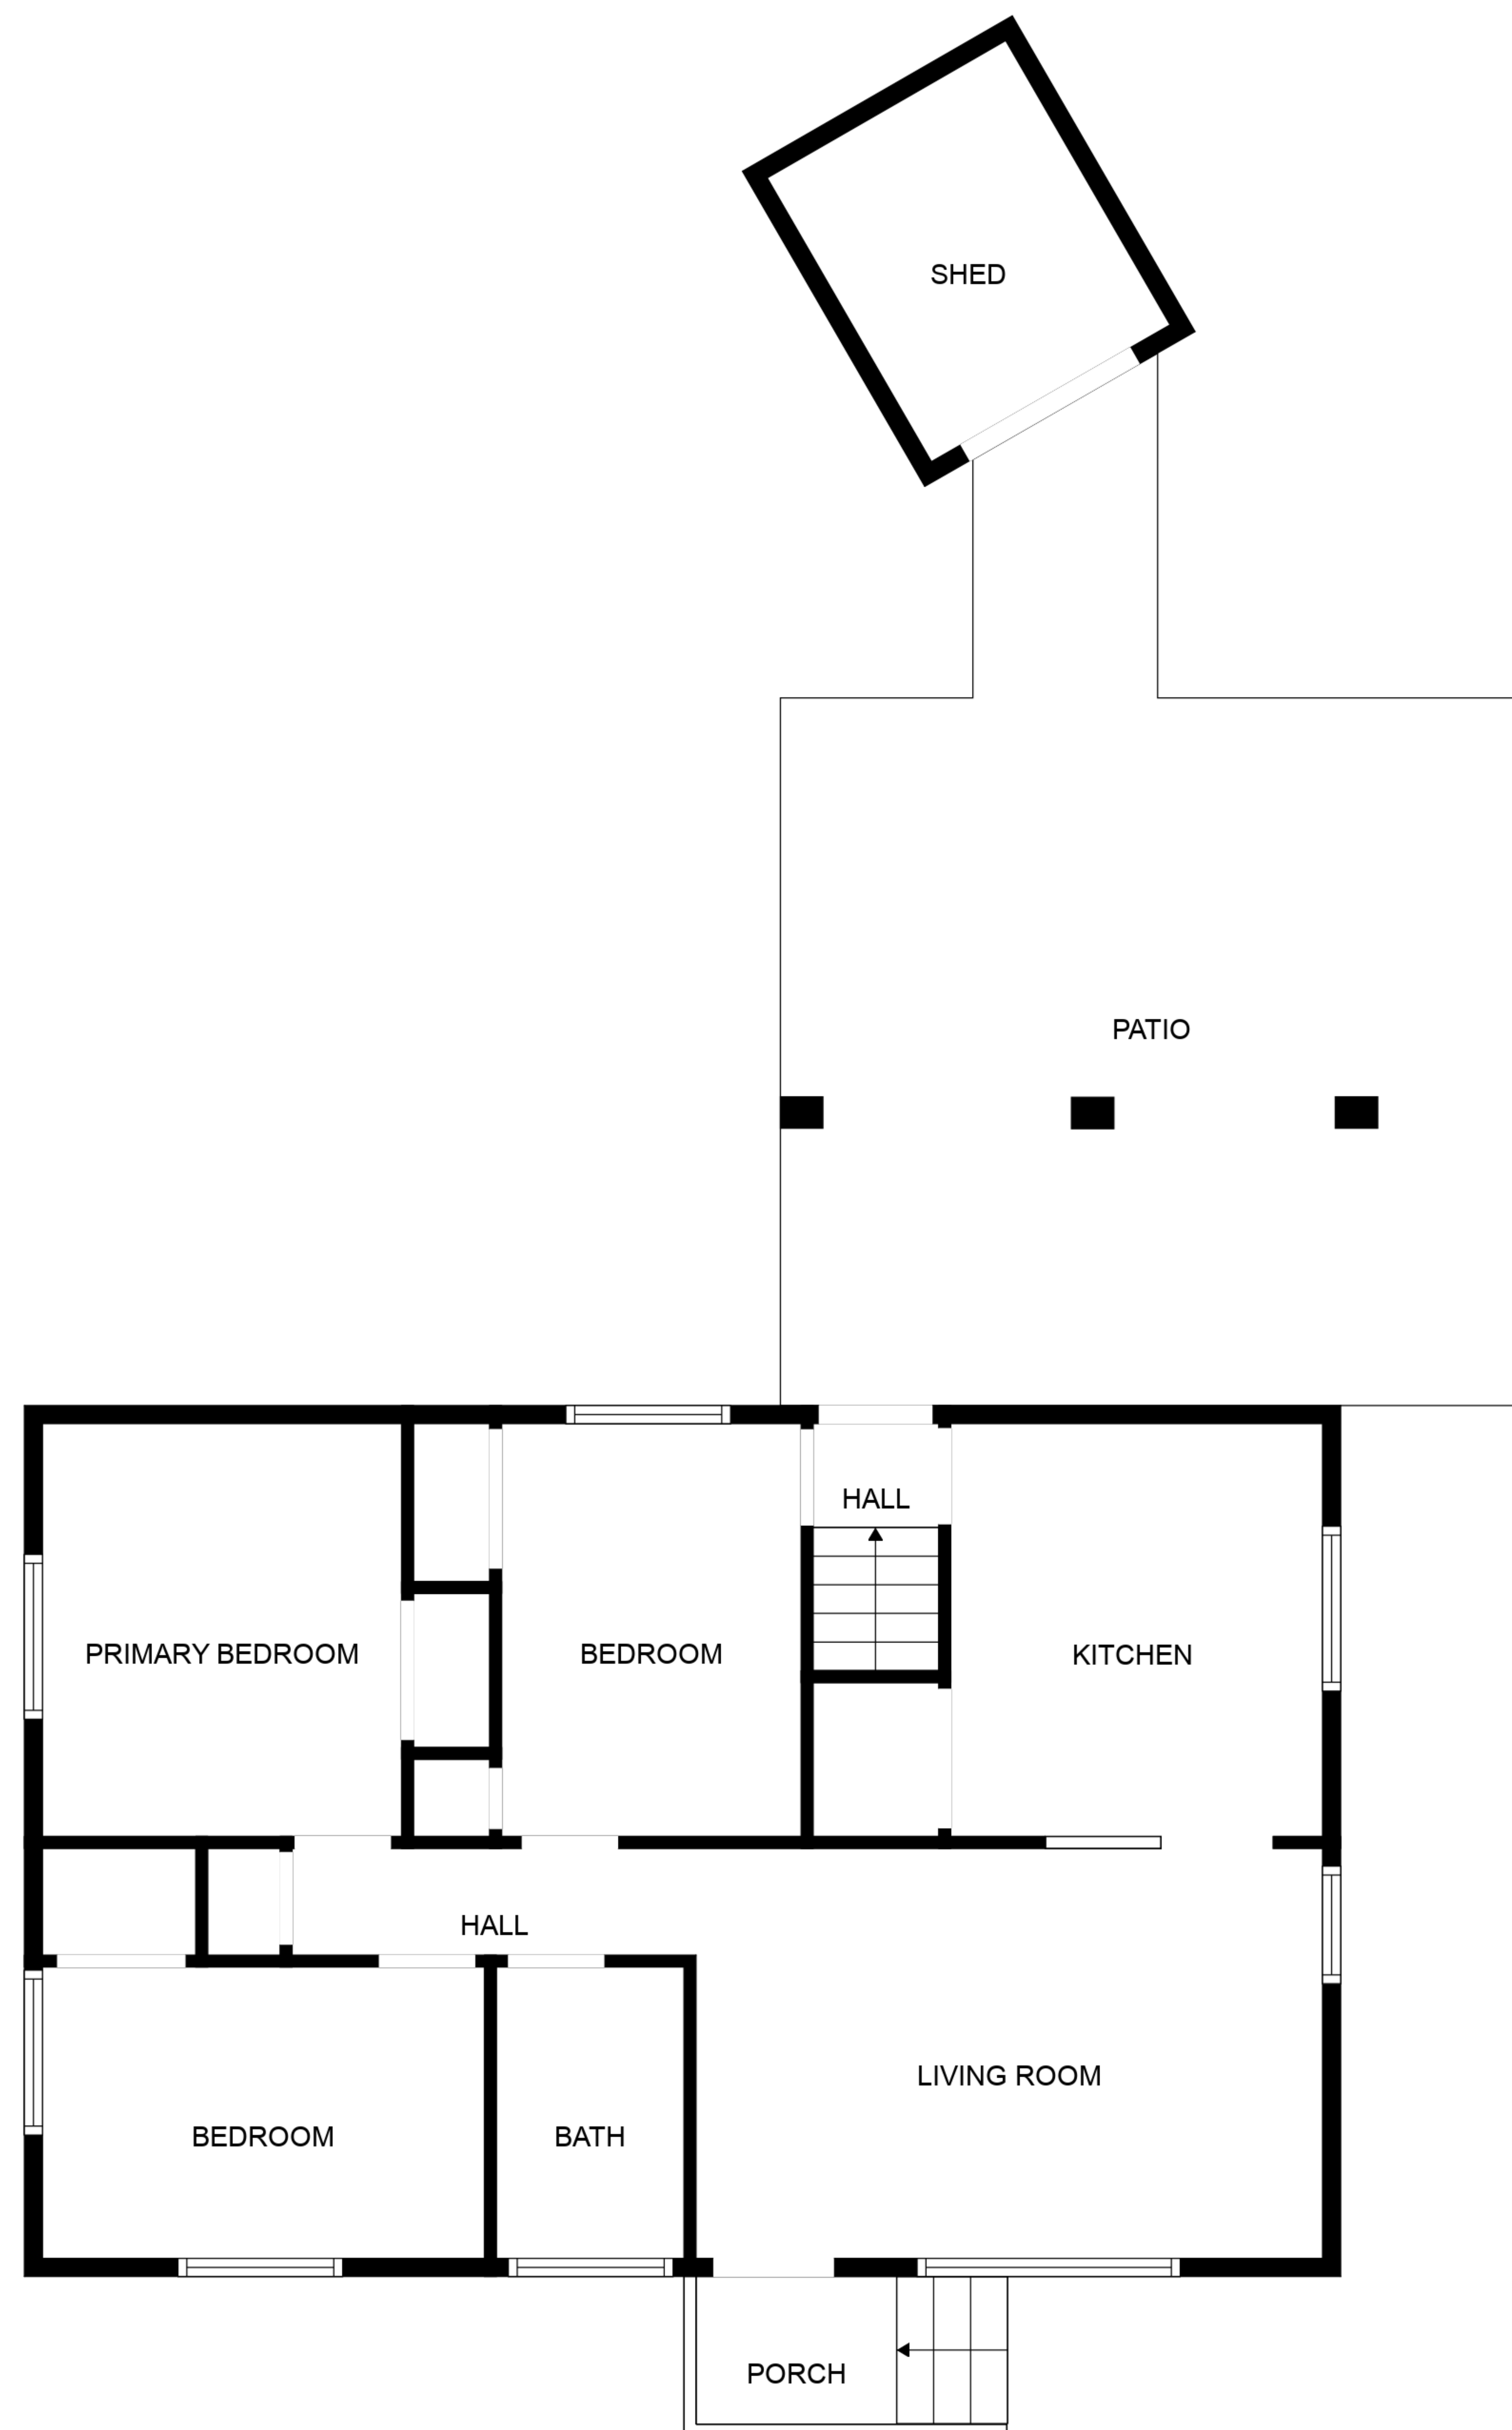 SHED
PATIO
HALL
PRIMARY BEDROOM
BEDROOM
KITCHEN
HALL
LIVING ROOM
BEDROOM
BATH
PORCH